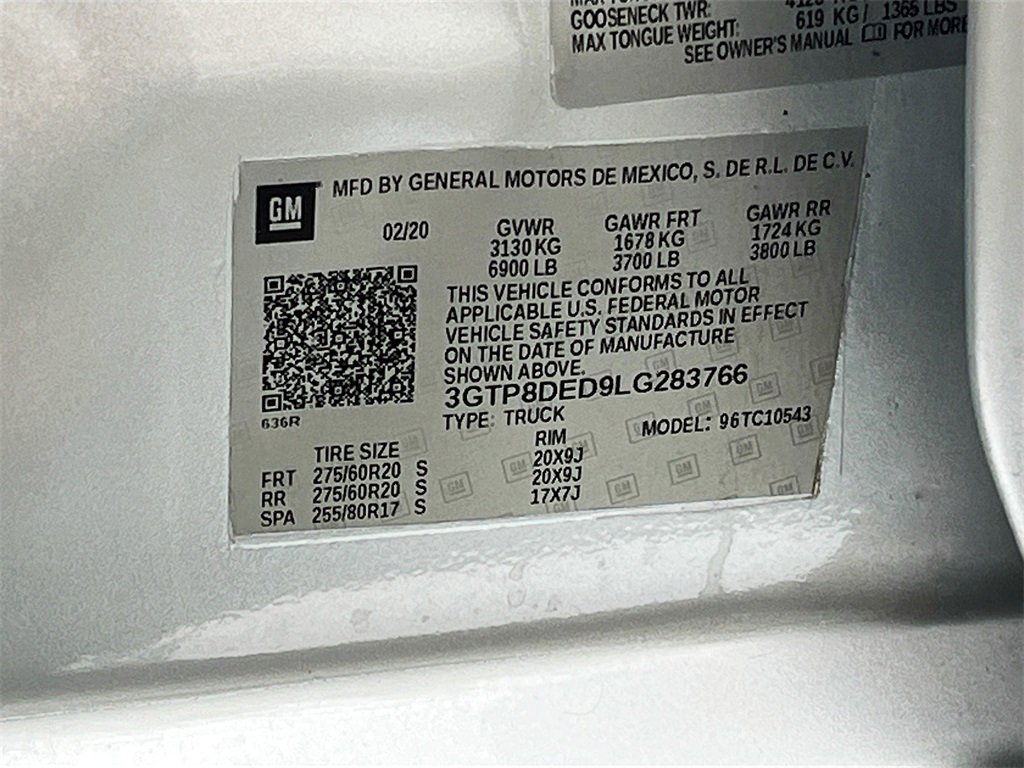 GOOSENECK TWR: 619 KG/ 1365 LBS
MAX TONGUE WEIGHT:
SEE OWNER'S MANUAL FOR MORE
GM MFD BY GENERAL MOTORS DE MEXICO, S. DE R.L. DE C.V.
02/20 GVWR GAWR FRT GAWR RR
3130 KG 1678 KG 1724 KG
6900 LB 3700 LB 3800 LB
THIS VEHICLE CONFORMS TO ALL
APPLICABLE U.S. FEDERAL MOTOR
VEHICLE SAFETY STANDARDS IN EFFECT
ON THE DATE OF MANUFACTURE
SHOWN ABOVE.
3GTP8DED9LG283766
636R
TYPE: TRUCK MODEL: 96TC10543
TIRE SIZE RIM
FRT 275/60R20 S 20X9J
RR 275/60R20 S 20X9J
SPA 255/80R17 S 17X7J